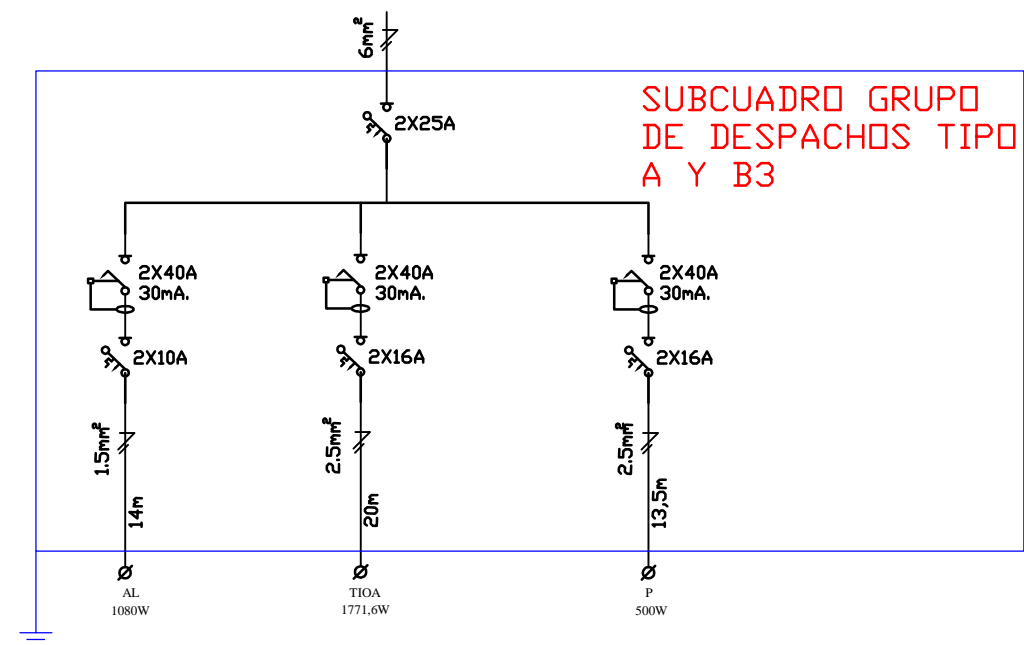 6mm²
2X25A
SUBCUADRO GRUPO
DE DESPACHOS TIPO
A Y B3
2X40A
30mA.
2X40A
30mA.
2X40A
30mA.
2X10A
2X16A
2X16A
1.5mm²
2.5mm²
2.5mm²
14m
20m
13,5m
AL
1080W
TIOA
1771,6W
P
500W